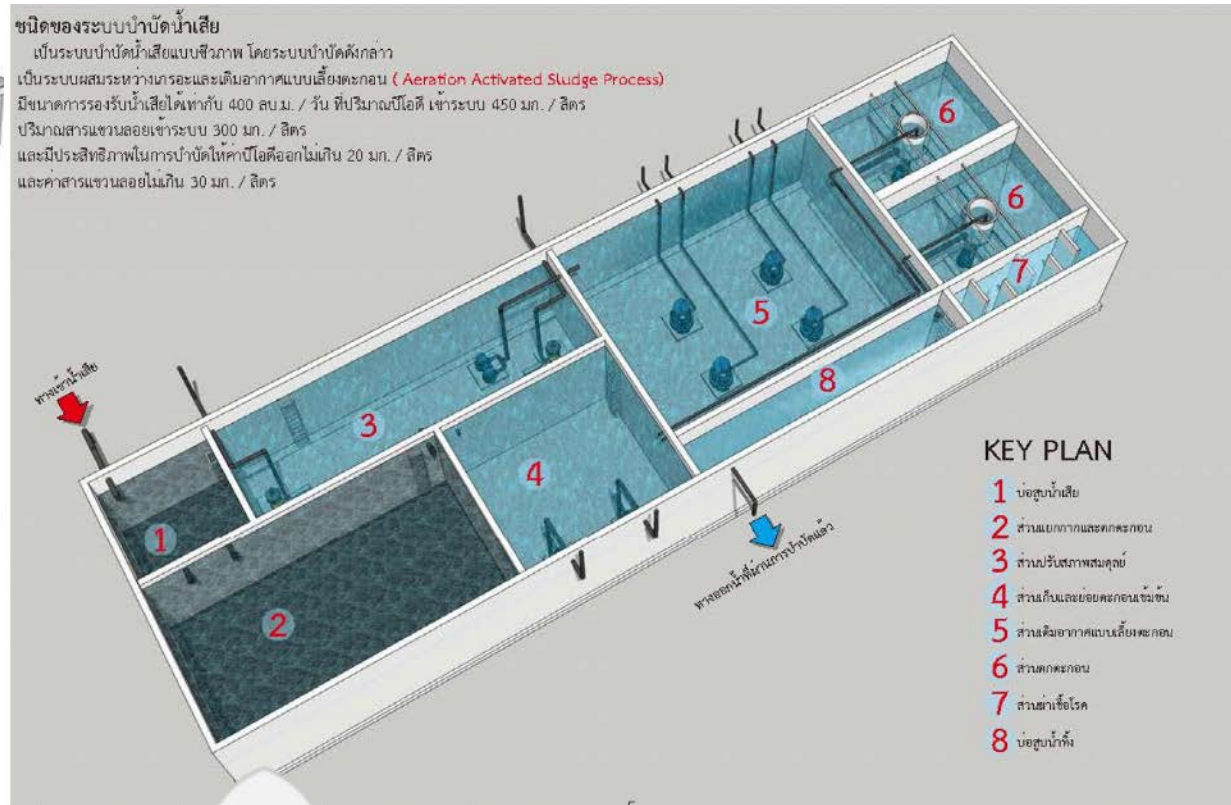 ชนิดของระบบบำบัดน้ำเสีย
เป็นระบบบำบัดน้ำเสียแบบชีวภาพ โดยระบบบำบัดดังกล่าว
เป็นระบบผสมระหว่างเกรอะและเติมอากาศแบบเลี้ยงตะกอน ( Aeration Activated Sludge Process)
มีขนาดการรองรับน้ำเสียได้เท่ากับ 400 ลบ.ม. / วัน ที่ปริมาณบีโอดี เข้าระบบ 450 มก. / ลิตร
ปริมาณสารแขวนลอยเข้าระบบ 300 มก. / ลิตร
และมีประสิทธิภาพในการบำบัดให้ค่าบีโอดีออกไม่เกิน 20 มก. / ลิตร
และค่าสารแขวนลอยไม่เกิน 30 มก. / ลิตร
6
6
7
5
8
ทางเข้าน้ำเสีย
3
4
1
2
ทางออกน้ำที่ผ่านการบำบัดแล้ว
KEY PLAN
1 บ่อสูบน้ำเสีย
2 ส่วนแยกกากและตกตะกอน
3 ส่วนปรับสภาพสมดุลย์
4 ส่วนเก็บและย่อยตะกอนเข้มข้น
5 ส่วนเติมอากาศแบบเลี้ยงตะกอน
6 ส่วนตกตะกอน
7 ส่วนฆ่าเชื้อโรค
8 บ่อสูบน้ำทิ้ง